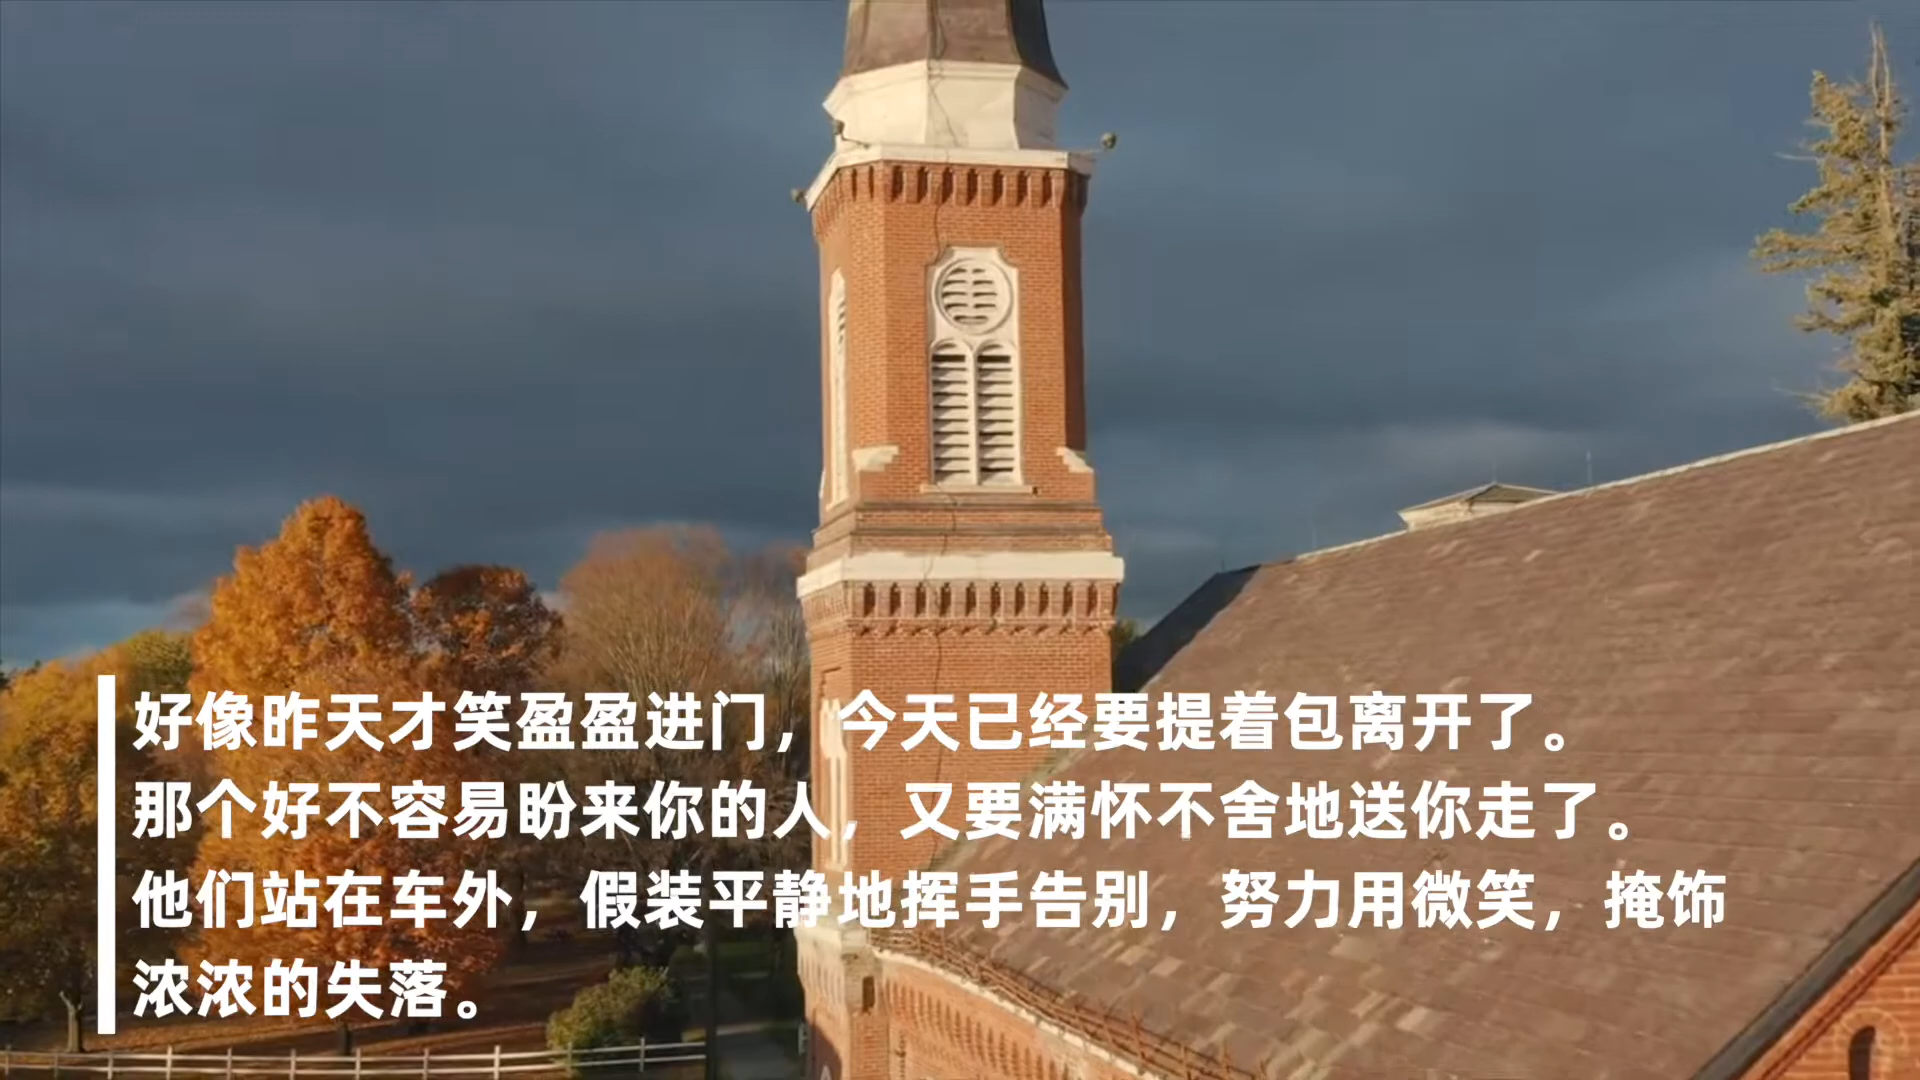 好像昨天才笑盈盈进门，今天已经要提着包离开了。
那个好不容易盼来你的人，又要满怀不舍地送你走了。
他们站在车外，假装平静地挥手告别，努力用微笑，掩饰
浓浓的失落。